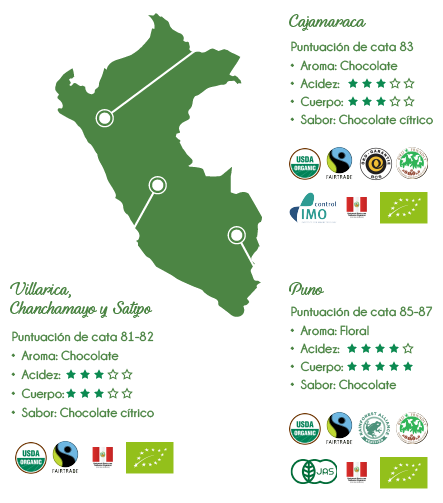 Cajamaraca
Puntuación de cata 83
• Aroma: Chocolate
• Acidez:
• Cuerpo:
• Sabor: Chocolate cítrico
USDA
ORGANIC
FAIRTRADE
control
IMO
Villarica,
Chanchamayo y Satipo
Puntuación de cata 81-82
• Aroma: Chocolate
• Acidez:
• Cuerpo:
• Sabor: Chocolate cítrico
USDA
ORGANIC
FAIRTRADE
Puno
Puntuación de cata 85-87
• Aroma: Floral
• Acidez:
• Cuerpo:
• Sabor: Chocolate
USDA
ORGANIC
FAIRTRADE
RAINFOREST ALLIANCE
JAS